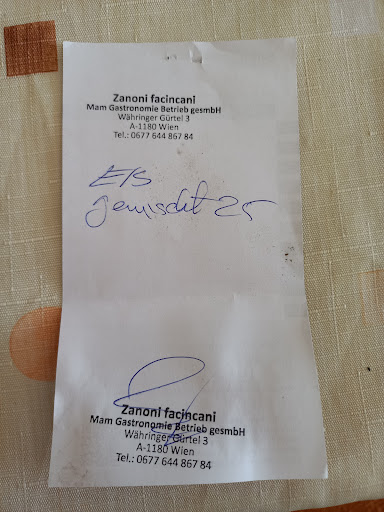 Zanoni facincani
Mam Gastronomie Betrieb gesmbH
Währinger Gürtel 3
A-1180 Wien
Tel.: 0677 644 867 84
EIS
gemischt 25
Zanoni facincani
Mam Gastronomie Betrieb gesmbH
Währinger Gürtel 3
A-1180 Wien
Tel.: 0677 644 867 84